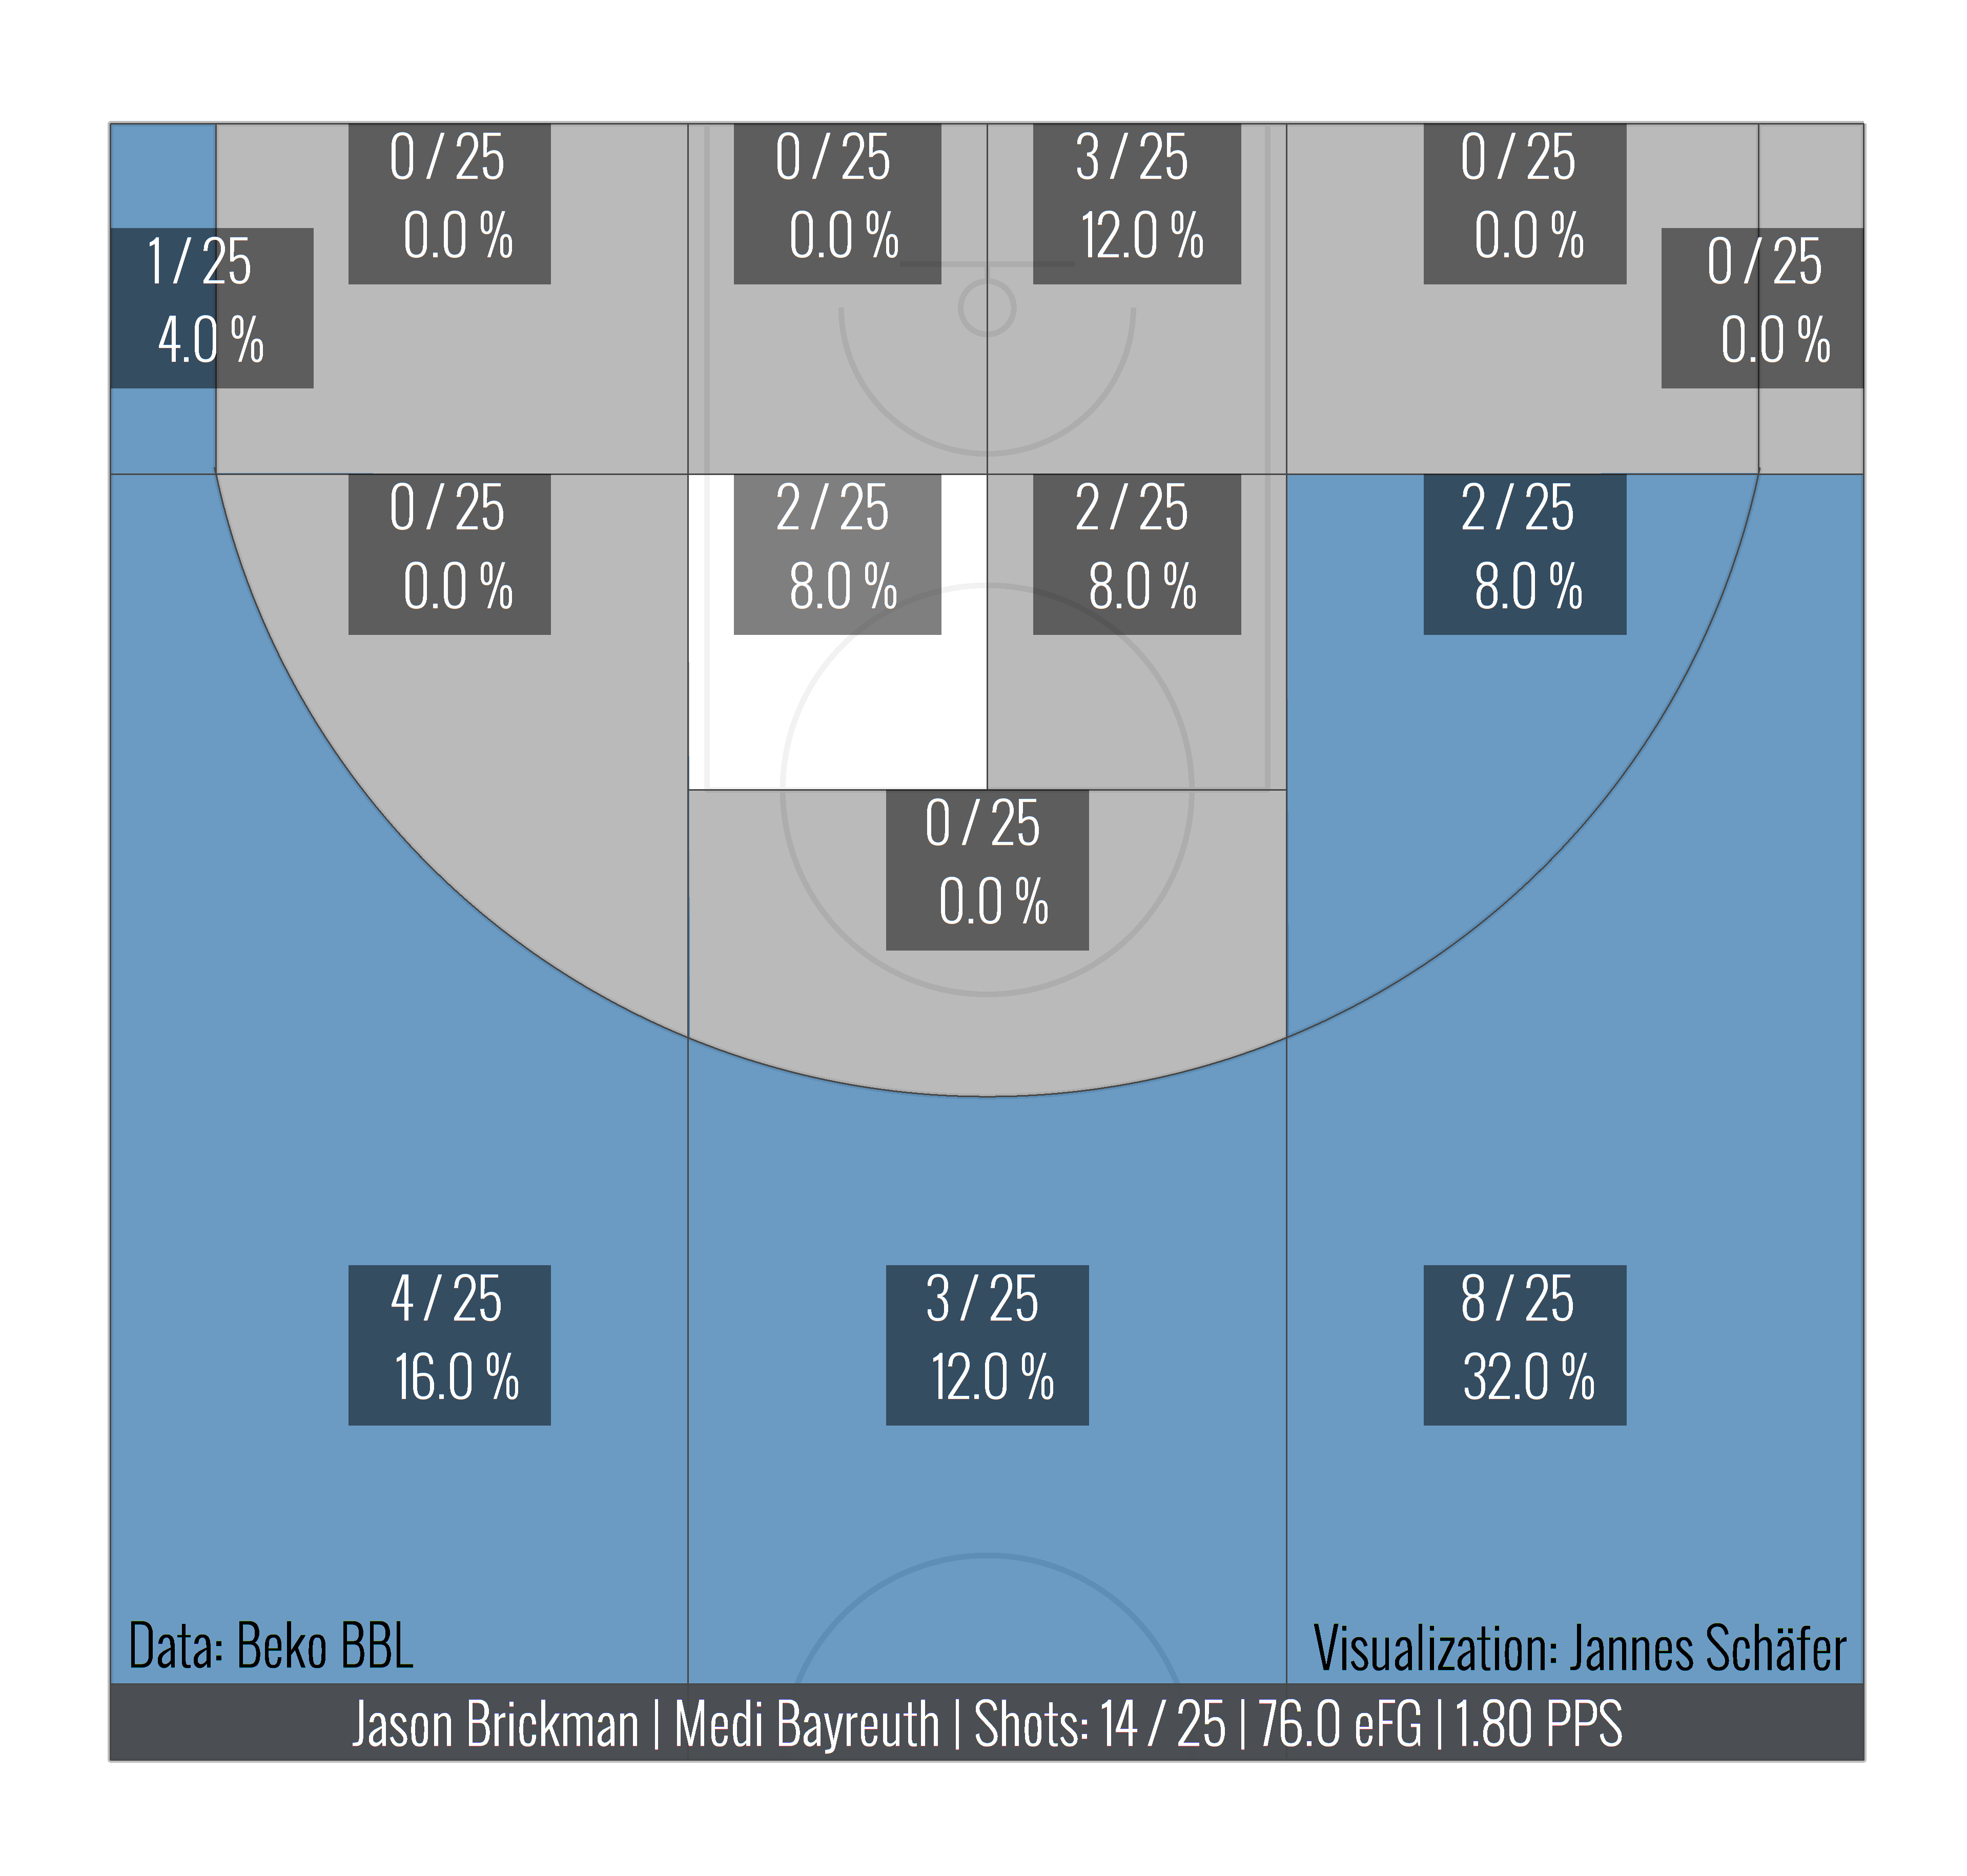 0 / 25
0.0 %
0 / 25
0.0 %
3 / 25
12.0 %
0 / 25
0.0 %
1 / 25
4.0 %
0 / 25
0.0 %
0 / 25
0.0 %
2 / 25
8.0 %
2 / 25
8.0 %
2 / 25
8.0 %
0 / 25
0.0 %
4 / 25
16.0 %
3 / 25
12.0 %
8 / 25
32.0 %
Data: Beko BBL
Visualization: Jannes Schäfer
Jason Brickman | Medi Bayreuth | Shots: 14 / 25 | 76.0 eFG | 1.80 PPS